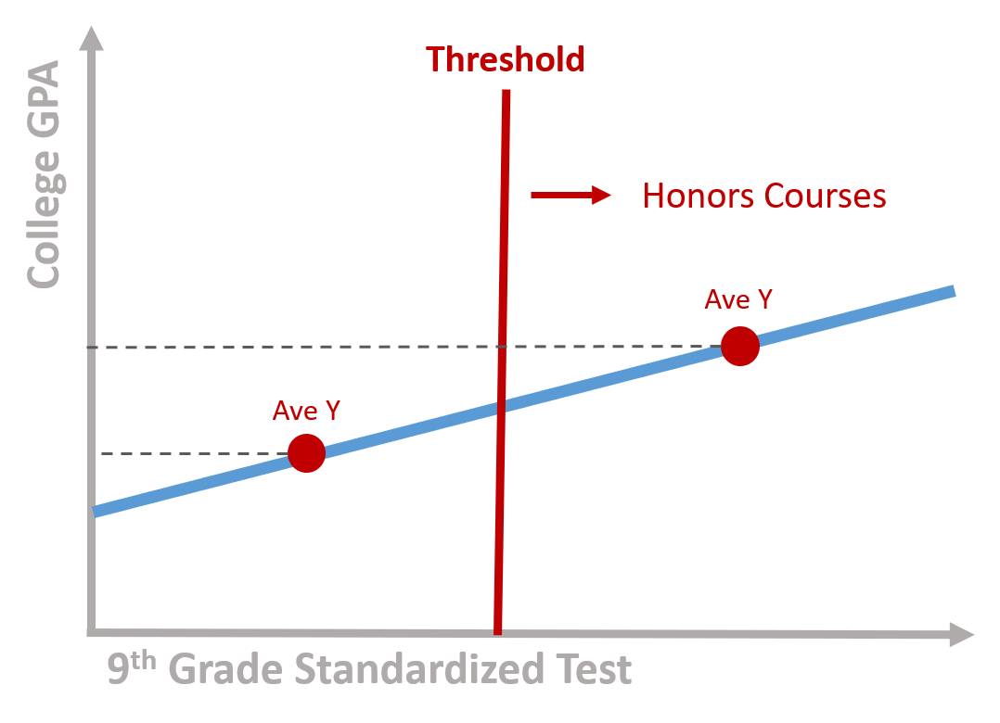 College GPA
Threshold
Honors Courses
Ave Y
Ave Y
9th Grade Standardized Test